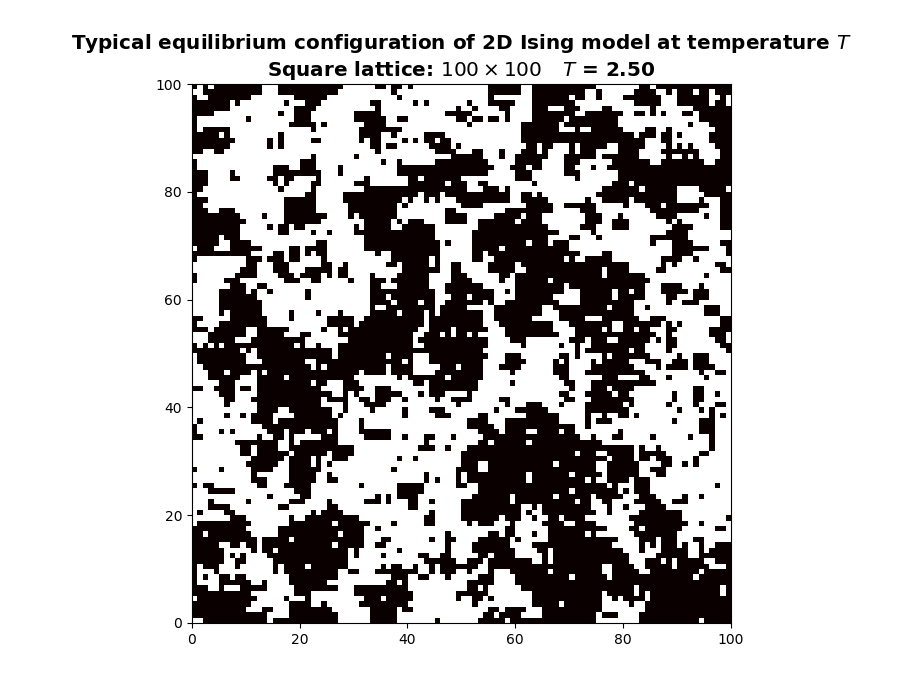 Typical equilibrium configuration of 2D Ising model at temperature T
Square lattice: 100 × 100 T = 2.50
100
80
60
40
20
0
0 20 40 60 80 100